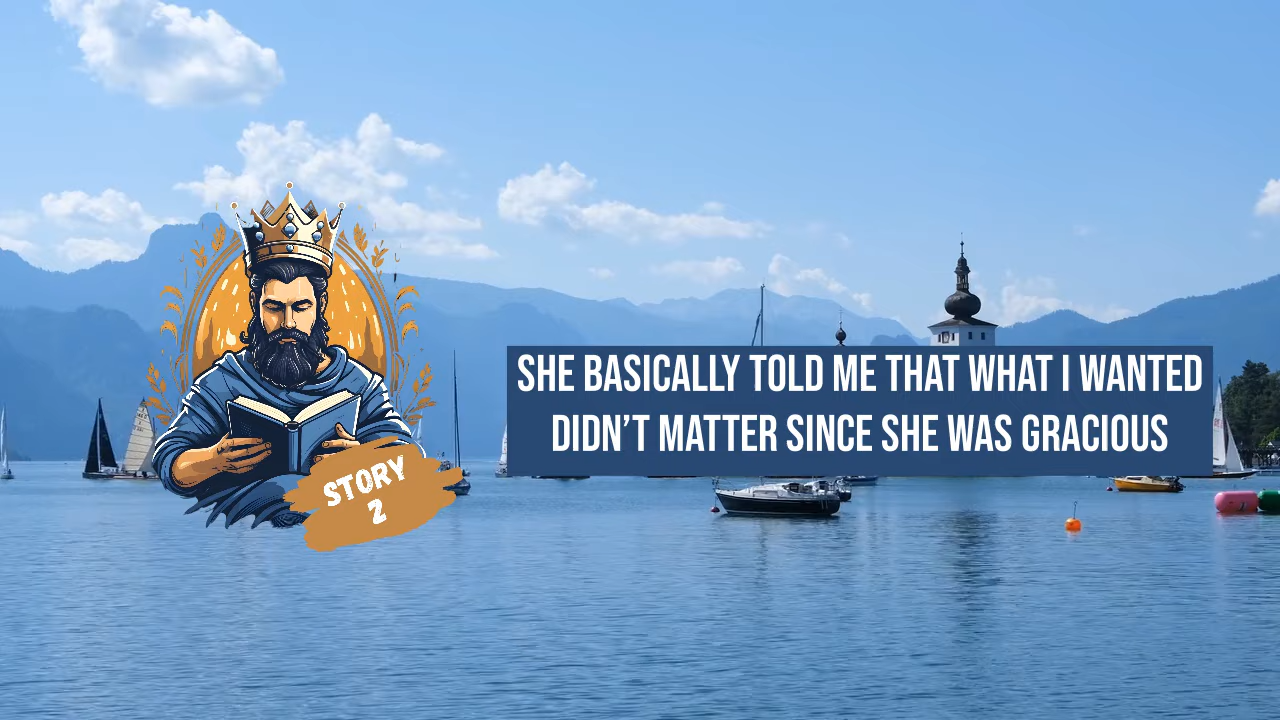 SHE BASICALLY TOLD ME THAT WHAT I WANTED
DIDN'T MATTER SINCE SHE WAS GRACIOUS
STORY
2